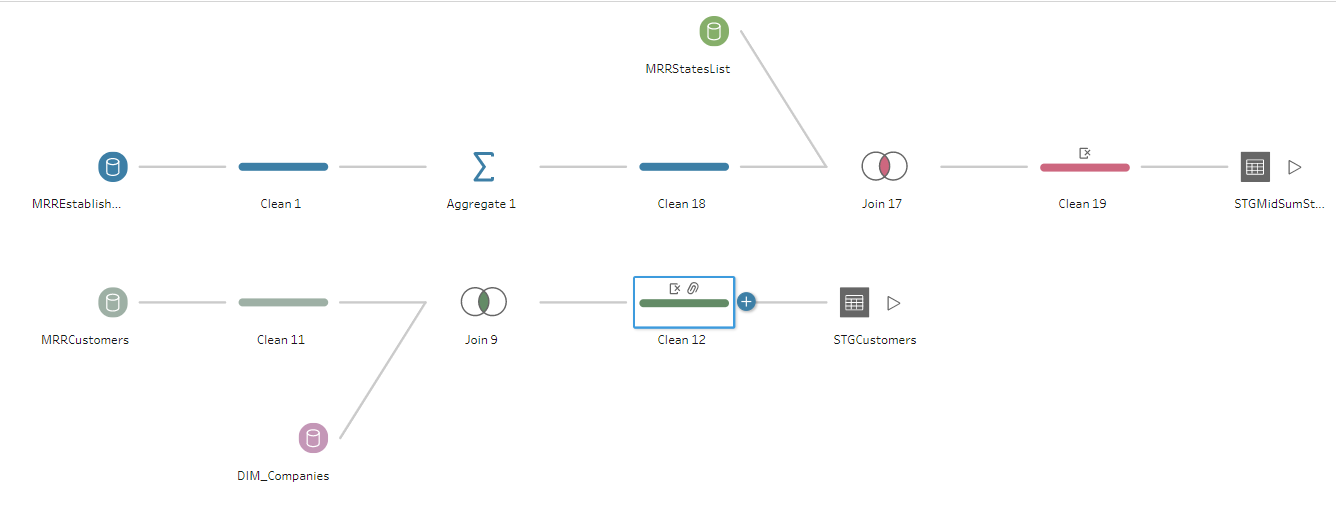 MRRStatesList
MRREstablish...
Clean 1
Aggregate 1
Clean 18
Join 17
Clean 19
STGMidSumSt...
MRRCustomers
Clean 11
Join 9
Clean 12
STGCustomers
DIM_Companies